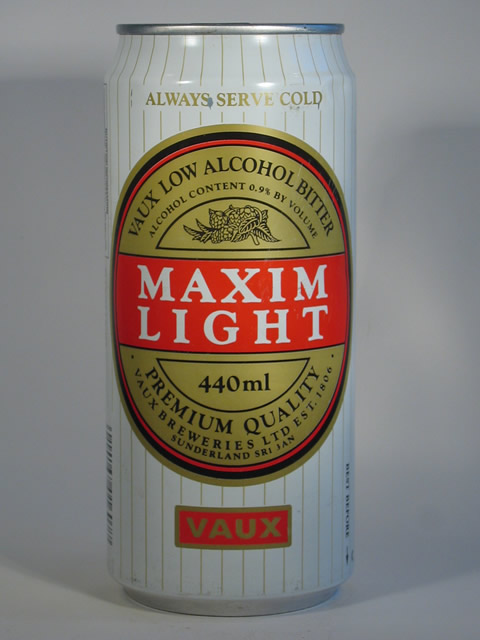 ALWAYS SERVE COLD
VAUX LOW ALCOHOL BITTER
ALCOHOL CONTENT 0.9% BY VOLUME
MAXIM
LIGHT
440ml
PREMIUM QUALITY
VAUX BREWERIES LTD EST. 1806
SUNDERLAND SR1 3AN
VAUX
BEST BEFORE